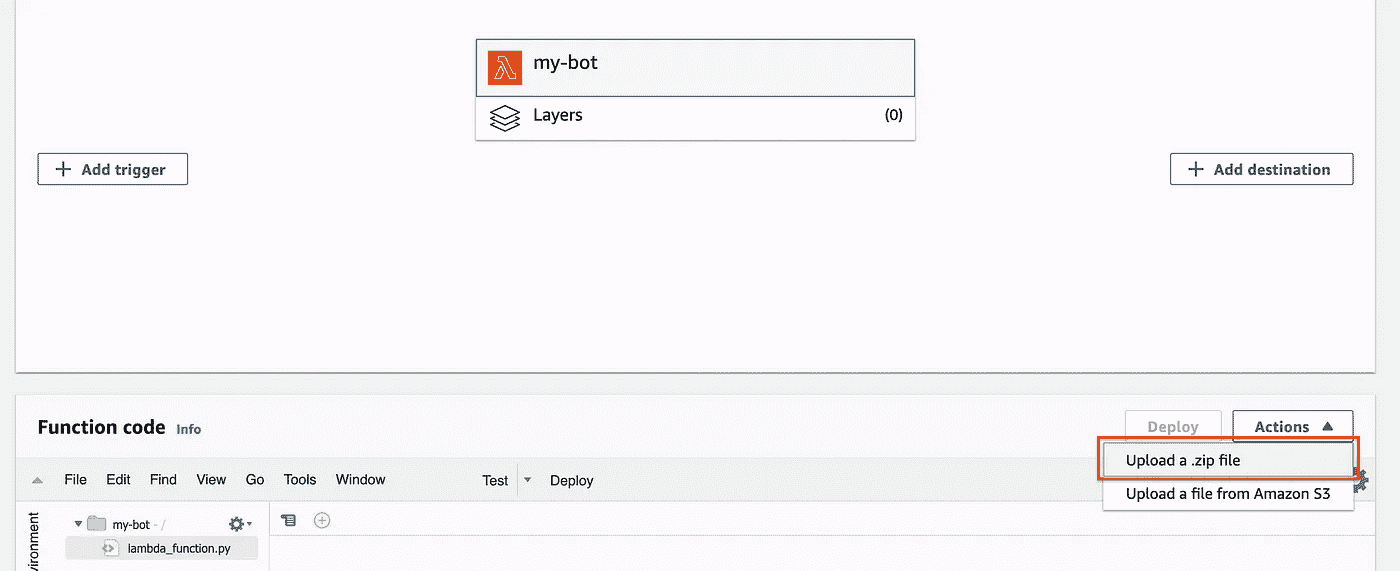 my-bot
Layers (0)
+ Add trigger
+ Add destination
Function code Info
Deploy Actions
Upload a .zip file
File Edit Find View Go Tools Window Test Deploy
Upload a file from Amazon S3
my-bot - /
lambda_function.py